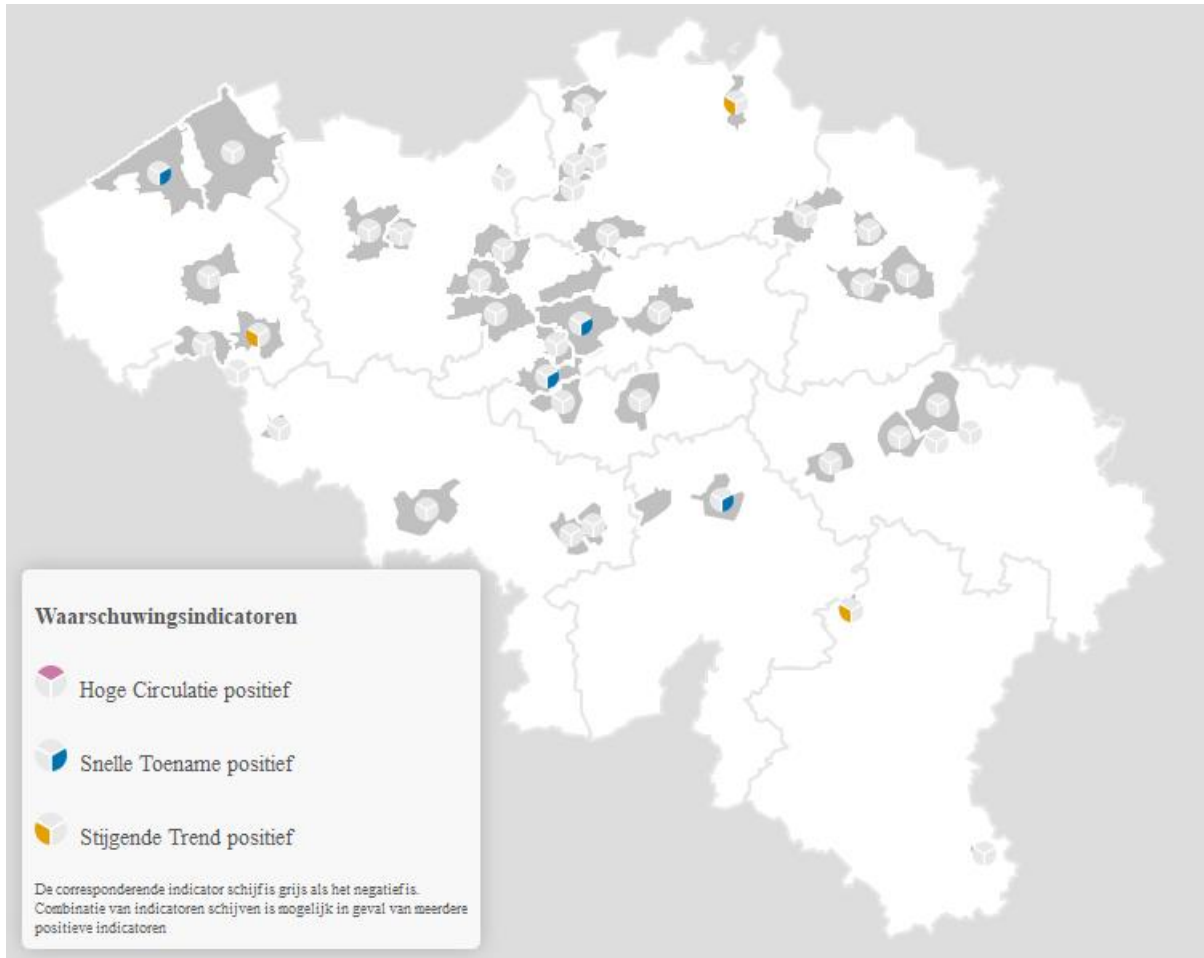 Waarschuwingsindicatoren
Hoge Circulatie positief
Snelle Toename positief
Stijgende Trend positief
De corresponderende indicator schijf is grijs als het negatief is.
Combinatie van indicatoren schijven is mogelijk in geval van meerdere
positieve indicatoren